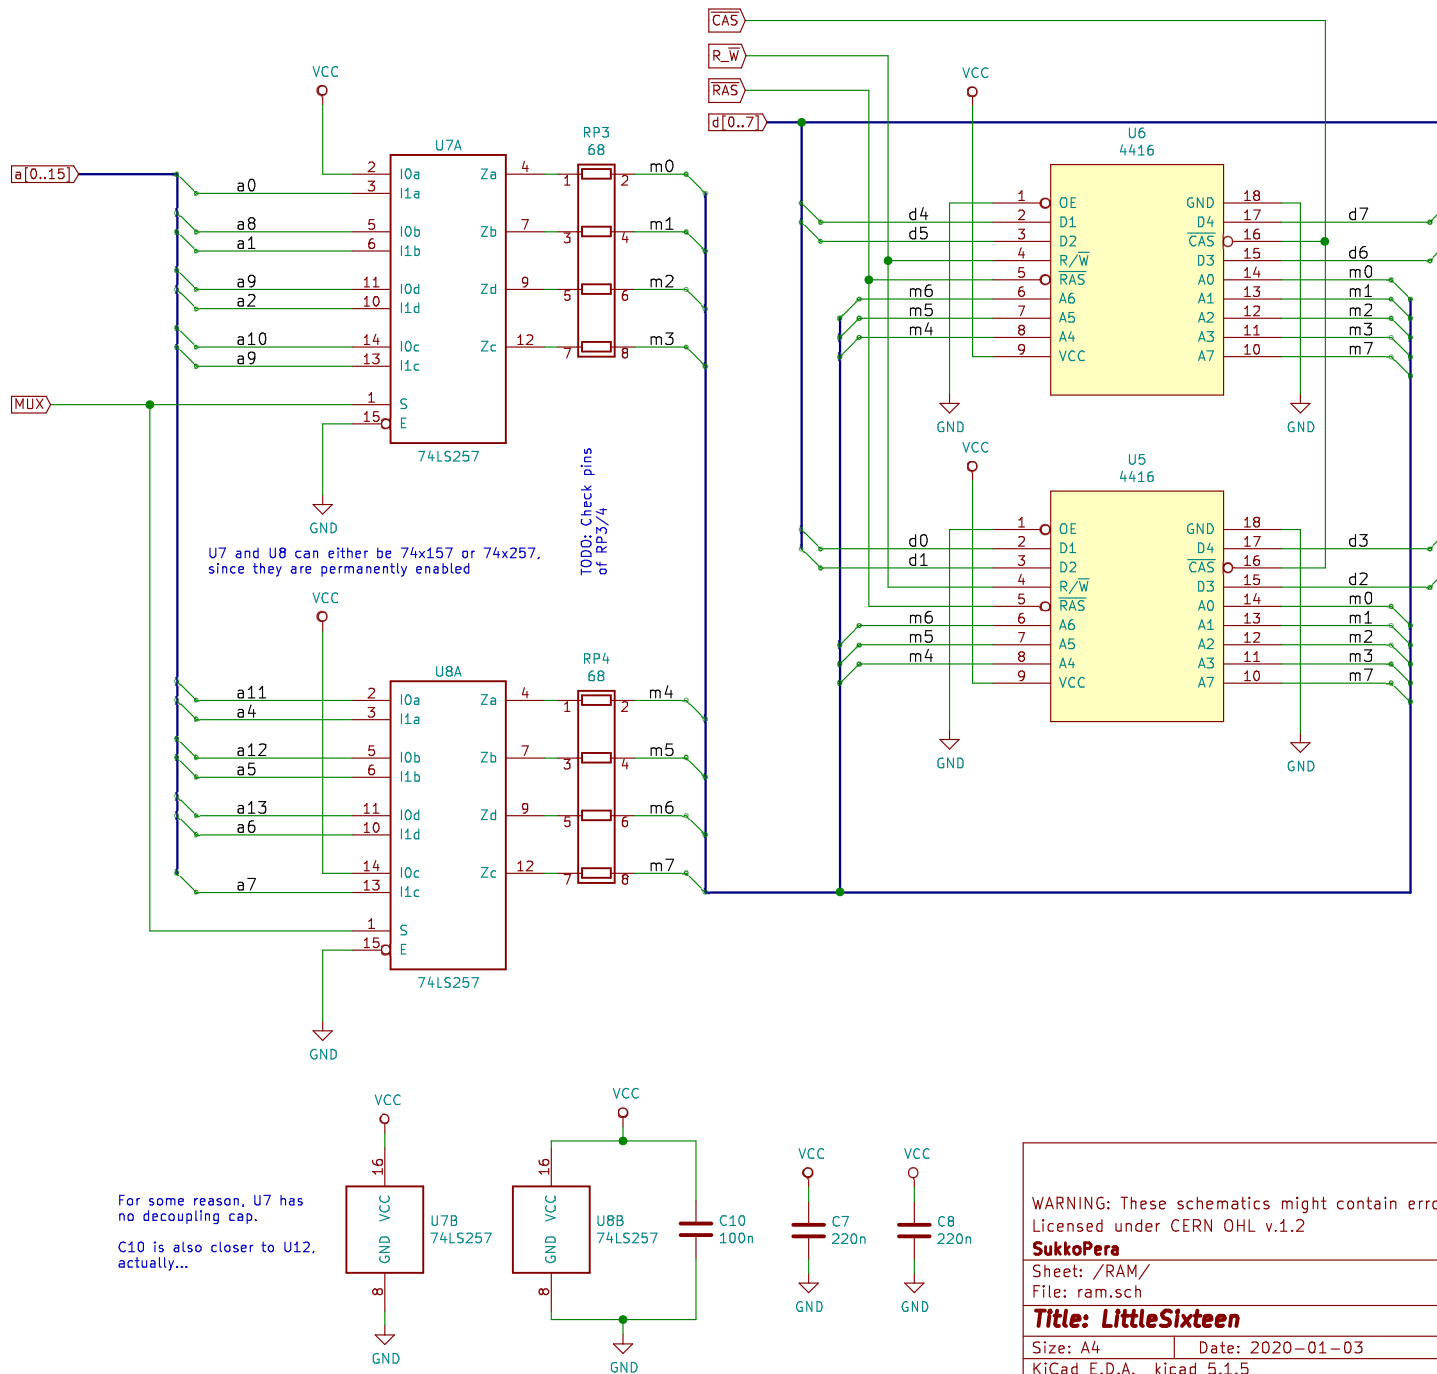 CAS
R_W
RAS
d[0..7]
a[0..15]
MUX
VCC
U7A
2 I0a Za 4
3 I1a
5 I0b Zb 7
6 I1b
11 I0d Zd 9
10 I1d
14 I0c Zc 12
13 I1c
1 S
15 E
74LS257
GND
a0
a8
a1
a9
a2
a10
a9
RP3
68
1 2
3 4
5 6
7 8
m0
m1
m2
m3
TODO: Check pins
of RP3/4
U7 and U8 can either be 74x157 or 74x257,
since they are permanently enabled
VCC
U8A
2 I0a Za 4
3 I1a
5 I0b Zb 7
6 I1b
11 I0d Zd 9
10 I1d
14 I0c Zc 12
13 I1c
1 S
15 E
74LS257
GND
a11
a4
a12
a5
a13
a6
a7
RP4
68
1 2
3 4
5 6
7 8
m4
m5
m6
m7
VCC
U6
4416
1 OE GND 18
d4 2 D1 D4 17 d7
d5 3 D2 CAS 16
4 R/W D3 15 d6
5 RAS A0 14 m0
m6 6 A6 A1 13 m1
m5 7 A5 A2 12 m2
m4 8 A4 A3 11 m3
9 VCC A7 10 m7
GND
GND
VCC
U5
4416
1 OE GND 18
d0 2 D1 D4 17 d3
d1 3 D2 CAS 16
4 R/W D3 15 d2
5 RAS A0 14 m0
m6 6 A6 A1 13 m1
m5 7 A5 A2 12 m2
m4 8 A4 A3 11 m3
9 VCC A7 10 m7
GND
GND
For some reason, U7 has
no decoupling cap.
C10 is also closer to U12,
actually...
VCC
16
GND VCC
8
U7B
74LS257
GND
VCC
16
GND VCC
8
U8B
74LS257
C10
100n
GND
VCC
C7
220n
GND
VCC
C8
220n
GND
WARNING: These schematics might contain erro
Licensed under CERN OHL v.1.2
SukkoPera
Sheet: /RAM/
File: ram.sch
Title: LittleSixteen
Size: A4 Date: 2020-01-03
KiCad E.D.A. kicad 5.1.5